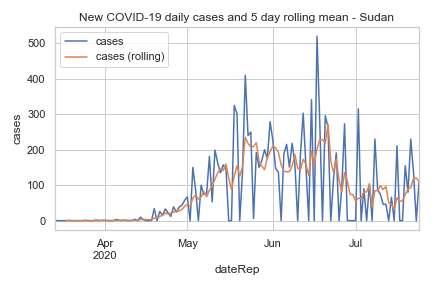 New COVID-19 daily cases and 5 day rolling mean - Sudan
cases
cases (rolling)
500
400
300
200
100
0
cases
Apr
2020
May
Jun
Jul
dateRep